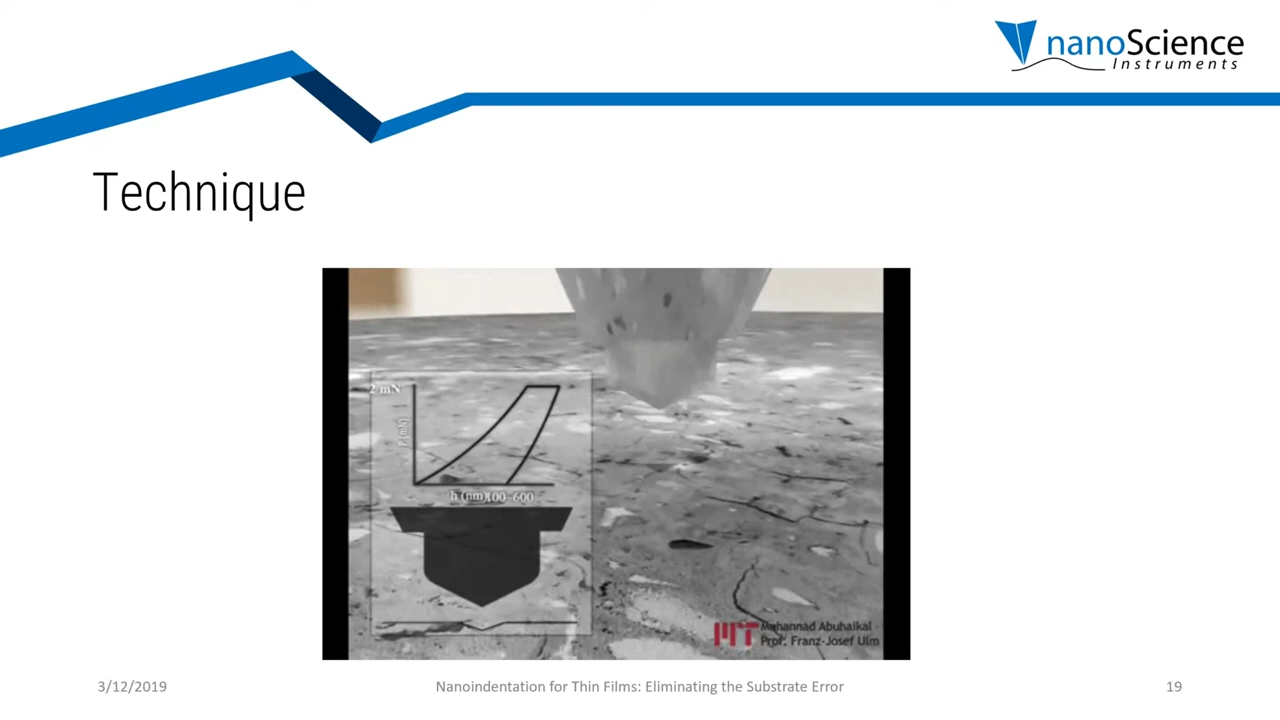 nanoScience
Instruments
Technique
2 mN
P (mN)
h (nm)
100-600
MIT
Muhannad Abuhaikal
Prof. Franz-Josef Ulm
3/12/2019
Nanoindentation for Thin Films: Eliminating the Substrate Error
19